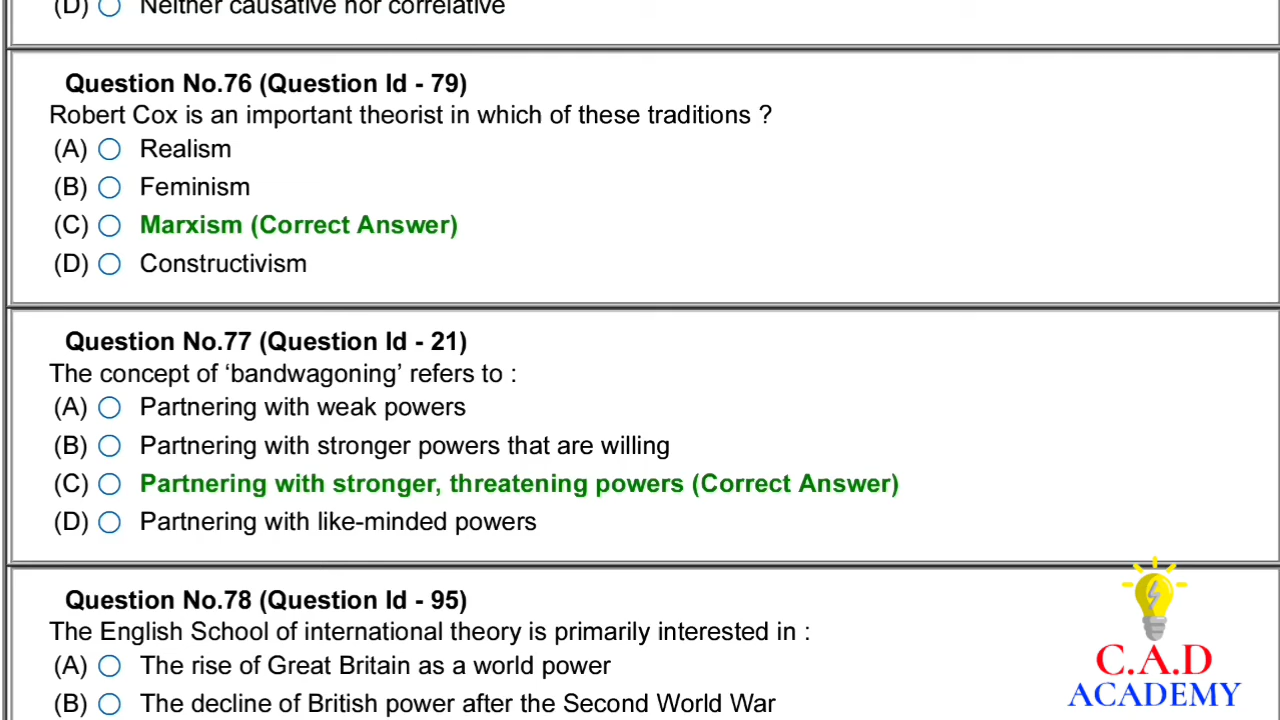 (D) Neither causative nor correlative
Question No.76 (Question Id - 79)
Robert Cox is an important theorist in which of these traditions ?
(A) Realism
(B) Feminism
(C) Marxism (Correct Answer)
(D) Constructivism
Question No.77 (Question Id - 21)
The concept of ‘bandwagoning’ refers to :
(A) Partnering with weak powers
(B) Partnering with stronger powers that are willing
(C) Partnering with stronger, threatening powers (Correct Answer)
(D) Partnering with like-minded powers
Question No.78 (Question Id - 95)
The English School of international theory is primarily interested in :
(A) The rise of Great Britain as a world power
(B) The decline of British power after the Second World War
C.A.D
ACADEMY